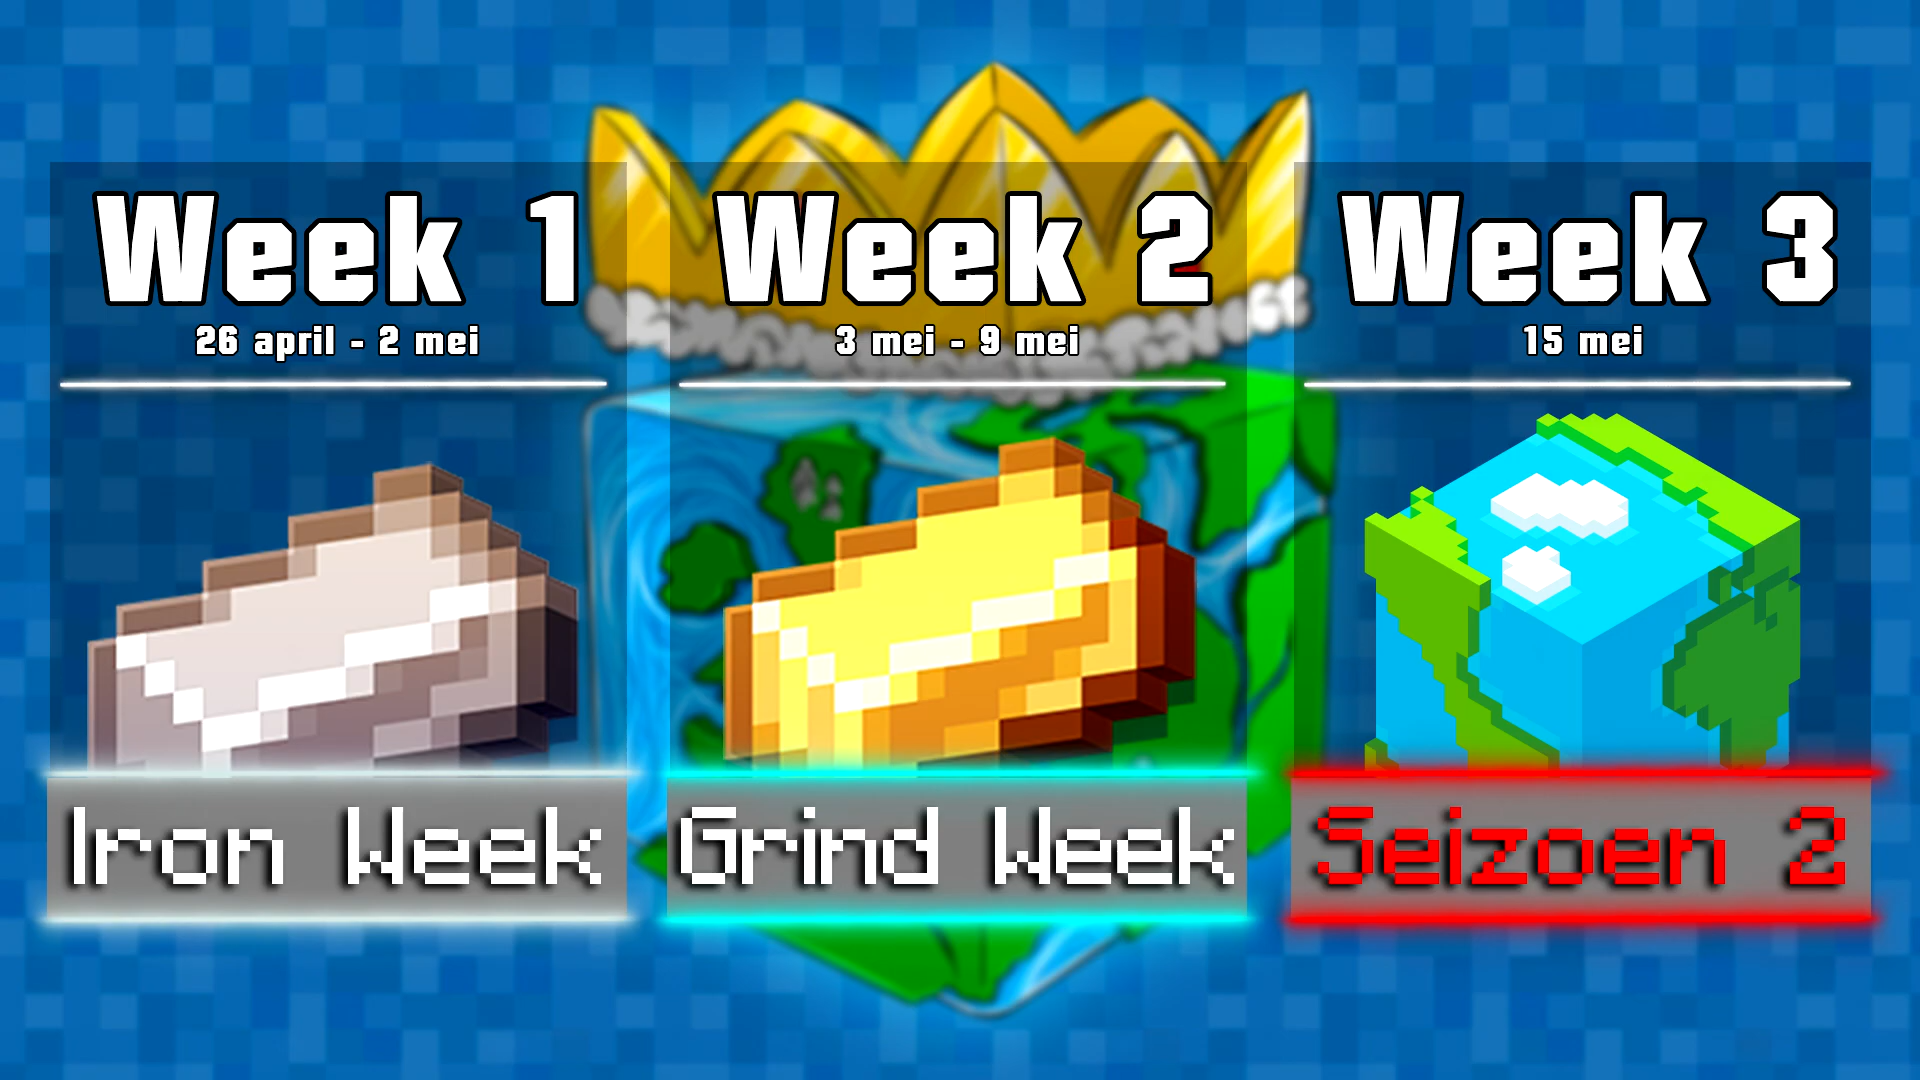 Week 1
26 april - 2 mei
Iron Week
Week 2
3 mei - 9 mei
Grind Week
Week 3
15 mei
Seizoen 2